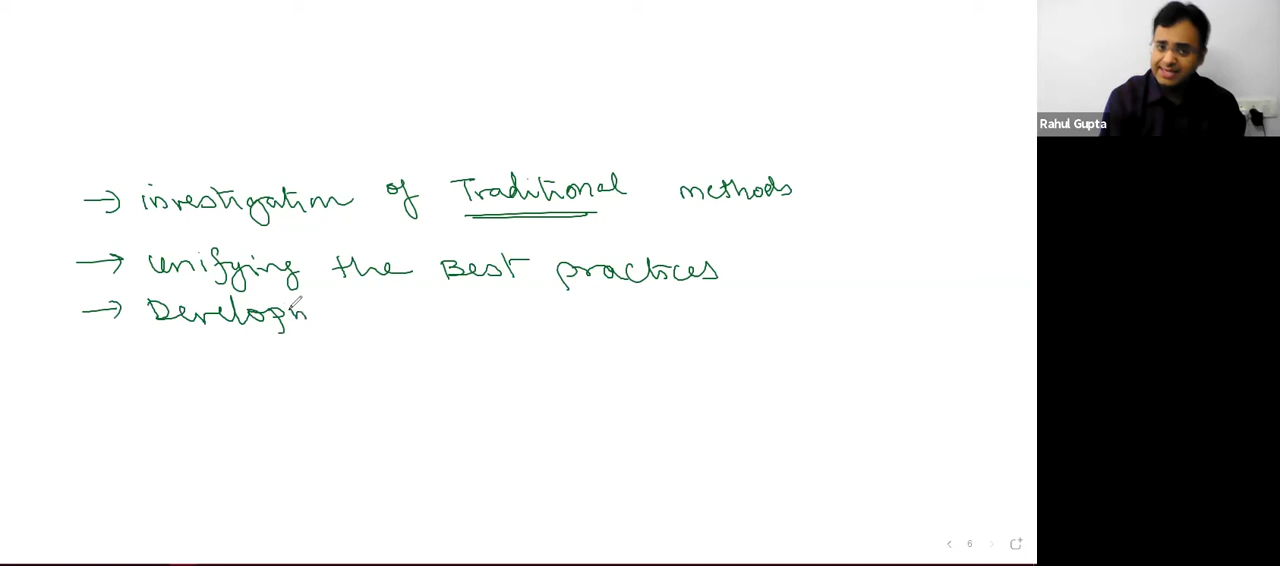 → investigation of Traditional methods
→ unifying the Best practices
→ Developm
Rahul Gupta
6